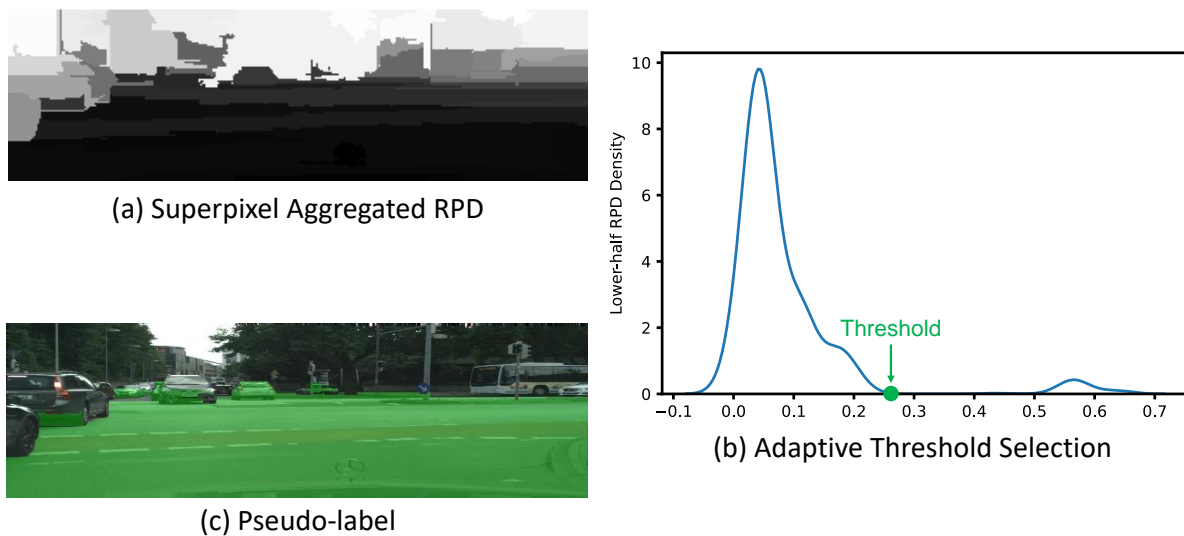 (a) Superpixel Aggregated RPD
(c) Pseudo-label
Lower-half RPD Density
10
8
6
4
2
0
Threshold
−0.1 0.0 0.1 0.2 0.3 0.4 0.5 0.6 0.7
(b) Adaptive Threshold Selection